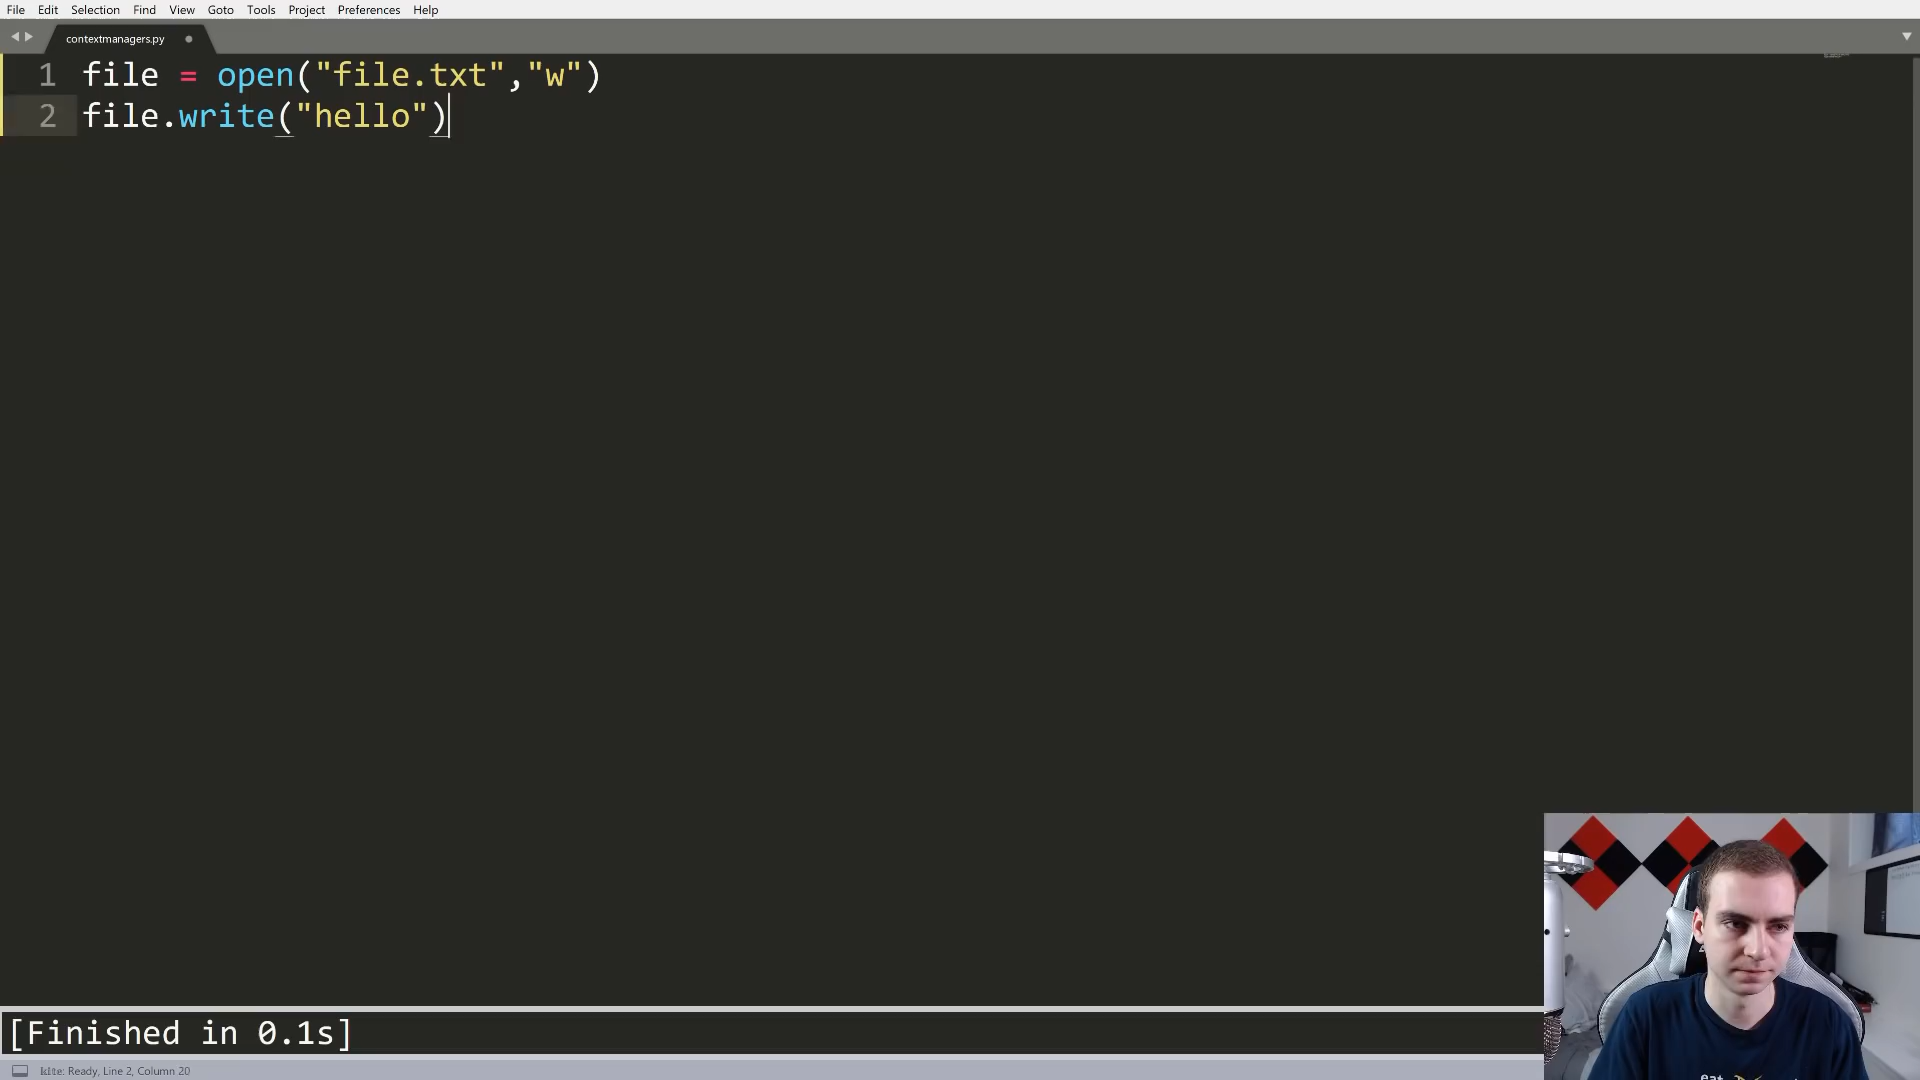 File Edit Selection Find View Goto Tools Project Preferences Help
contextmanagers.py
1 file = open("file.txt","w")
2 file.write("hello")
[Finished in 0.1s]
Ready, Line 2, Column 20
eat